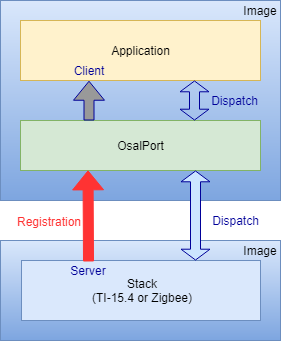 Image
Application
Client
Dispatch
OsalPort
Registration
Dispatch
Image
Server
Stack
(TI-15.4 or Zigbee)